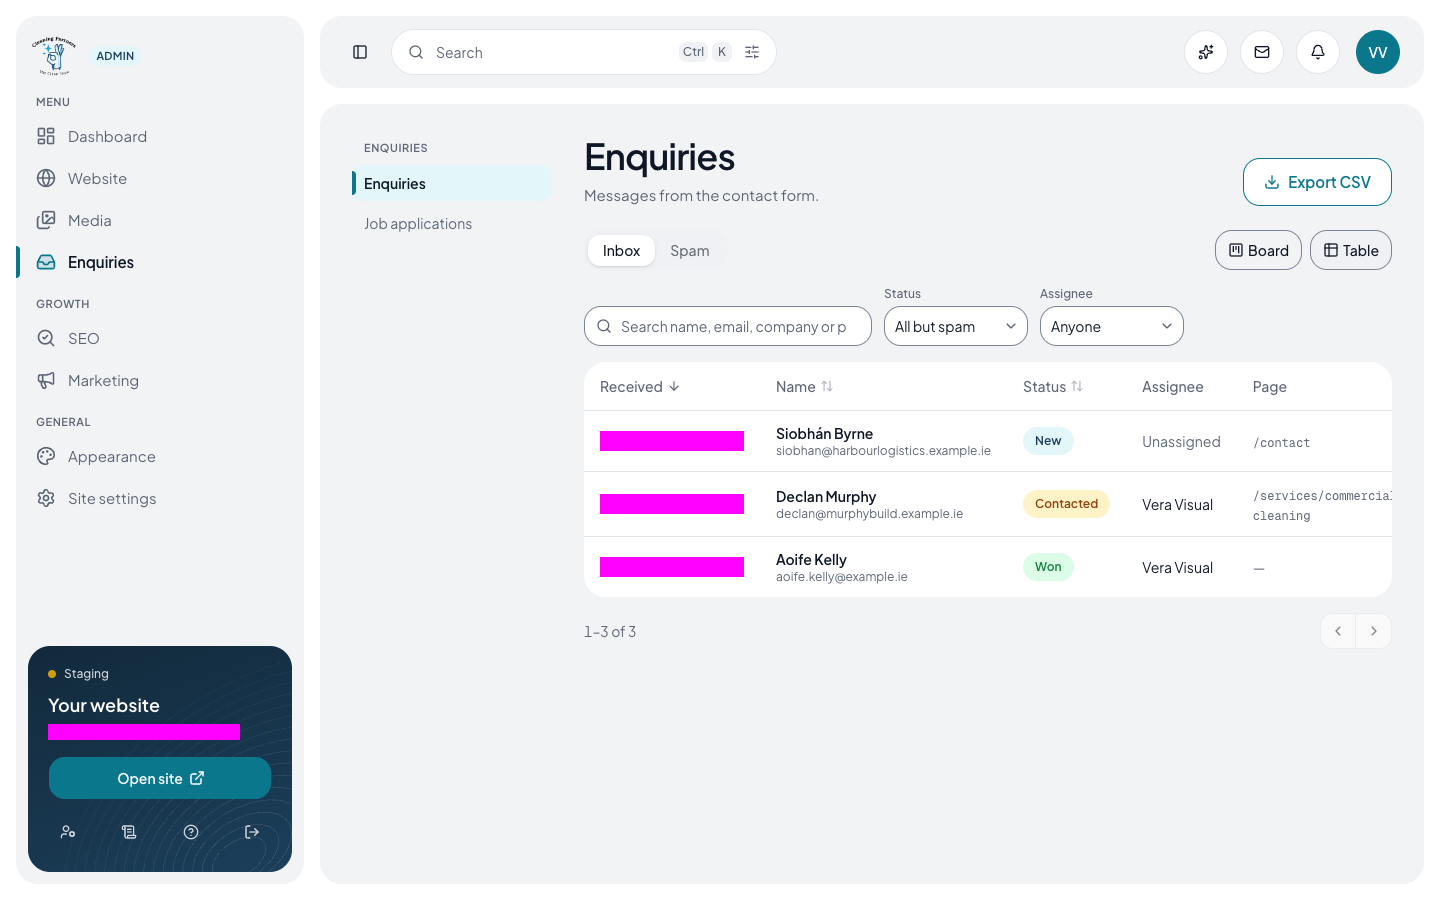 Cleaning Partners
ADMIN
MENU
Dashboard
Website
Media
Enquiries
GROWTH
SEO
Marketing
GENERAL
Appearance
Site settings
Staging
Your website
Open site
Search
Ctrl K
VV
ENQUIRIES
Enquiries
Job applications
Enquiries
Messages from the contact form.
Export CSV
Inbox Spam
Board Table
Status Assignee
Search name, email, company or p All but spam Anyone
Received Name Status Assignee Page
Siobhán Byrne
siobhan@harbourlogistics.example.ie
New Unassigned /contact
Declan Murphy
declan@murphybuild.example.ie
Contacted Vera Visual
/services/commercial
cleaning
Aoife Kelly
aoife.kelly@example.ie
Won Vera Visual —
1–3 of 3